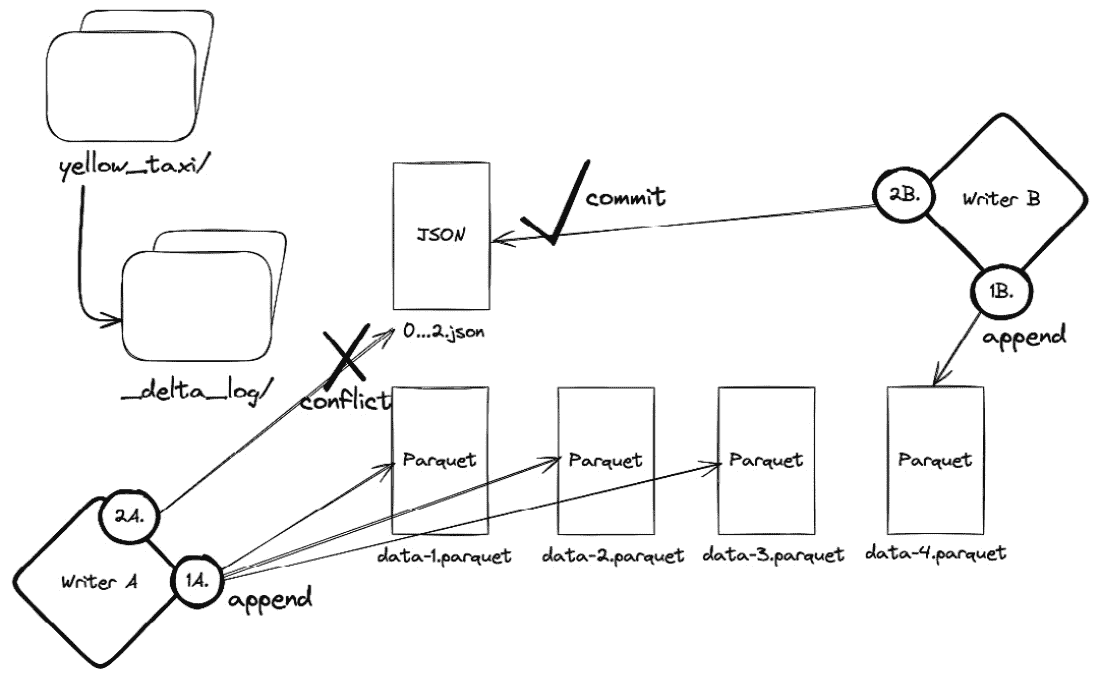 yellow_taxi/
_delta_log/
JSON
0...2.json
commit
2B.
Writer B
1B.
append
conflict
Parquet
Parquet
Parquet
Parquet
data-1.parquet
data-2.parquet
data-3.parquet
data-4.parquet
2A.
Writer A
1A.
append